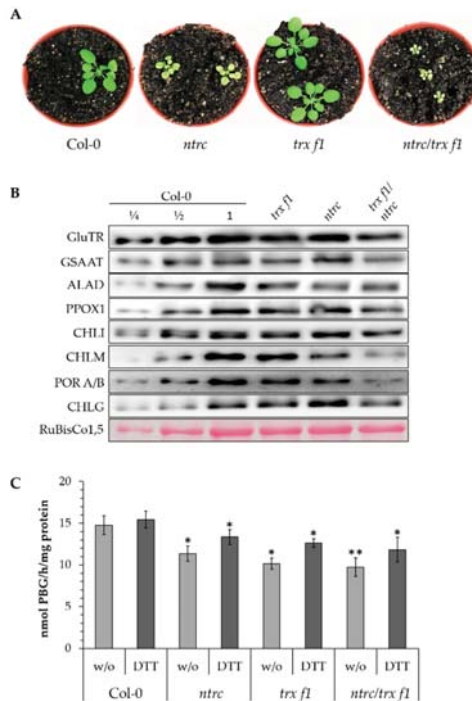 A
Col-0 ntrc trx f1 ntrc/trx f1
B
Col-0
¼ ½ 1 trx f1 ntrc trx f1/ntrc
GluTR
GSAAT
ALAD
PPOX1
CHLI
CHLM
POR A/B
CHLG
RuBisCo1,5
C
nmol PBG/h/mg protein
20
15
10
5
0
* * * * ** *
w/o DTT w/o DTT w/o DTT w/o DTT
Col-0 ntrc trx f1 ntrc/trx f1